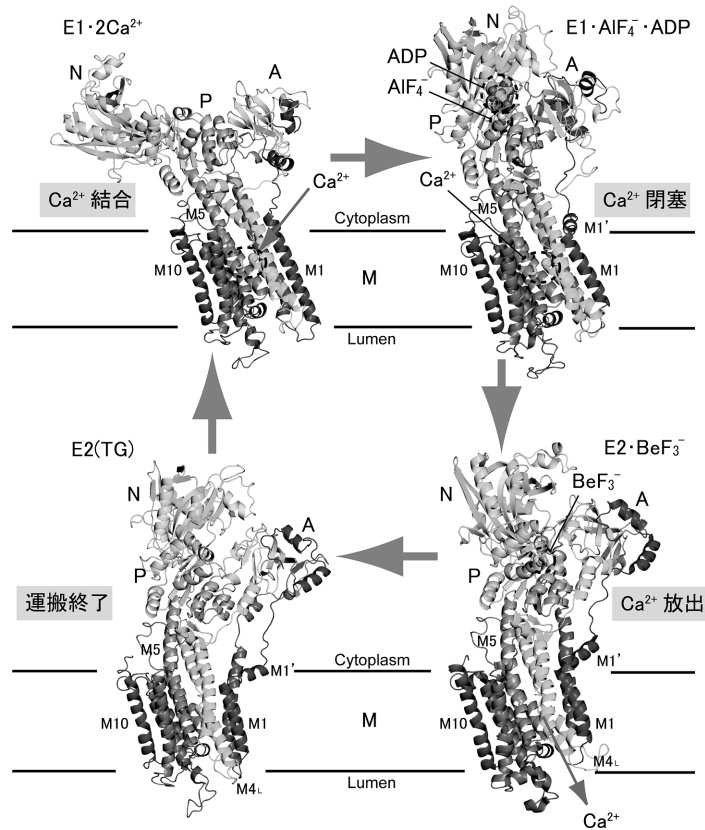 E1·2Ca²⁺
N
A
P
Ca²⁺
Ca²⁺ 結合
M5
M10
M1
E1·AlF₄⁻·ADP
N
ADP
A
AlF₄⁻
P
Ca²⁺
Ca²⁺ 閉塞
M5
M1'
M10
M1
Cytoplasm
M
Lumen
E2(TG)
N
A
P
運搬終了
M5
M1'
M10
M1
M4L
E2·BeF₃⁻
BeF₃⁻
N
A
P
Ca²⁺ 放出
M5
M1'
M10
M1
M4L
Ca²⁺
Cytoplasm
M
Lumen